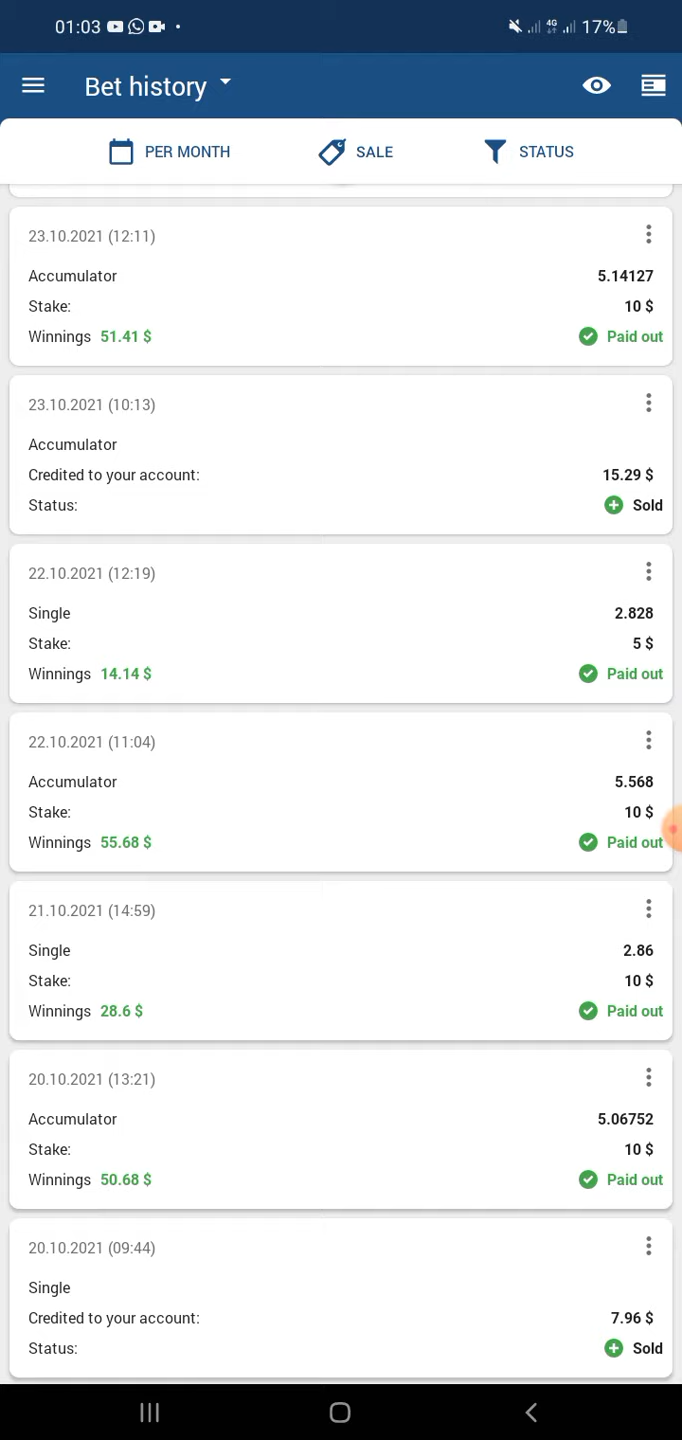 01:03 17%
4G
Bet history
PER MONTH SALE STATUS
23.10.2021 (12:11)
Accumulator 5.14127
Stake: 10 $
Winnings 51.41 $ Paid out
23.10.2021 (10:13)
Accumulator
Credited to your account: 15.29 $
Status: Sold
22.10.2021 (12:19)
Single 2.828
Stake: 5 $
Winnings 14.14 $ Paid out
22.10.2021 (11:04)
Accumulator 5.568
Stake: 10 $
Winnings 55.68 $ Paid out
21.10.2021 (14:59)
Single 2.86
Stake: 10 $
Winnings 28.6 $ Paid out
20.10.2021 (13:21)
Accumulator 5.06752
Stake: 10 $
Winnings 50.68 $ Paid out
20.10.2021 (09:44)
Single
Credited to your account: 7.96 $
Status: Sold